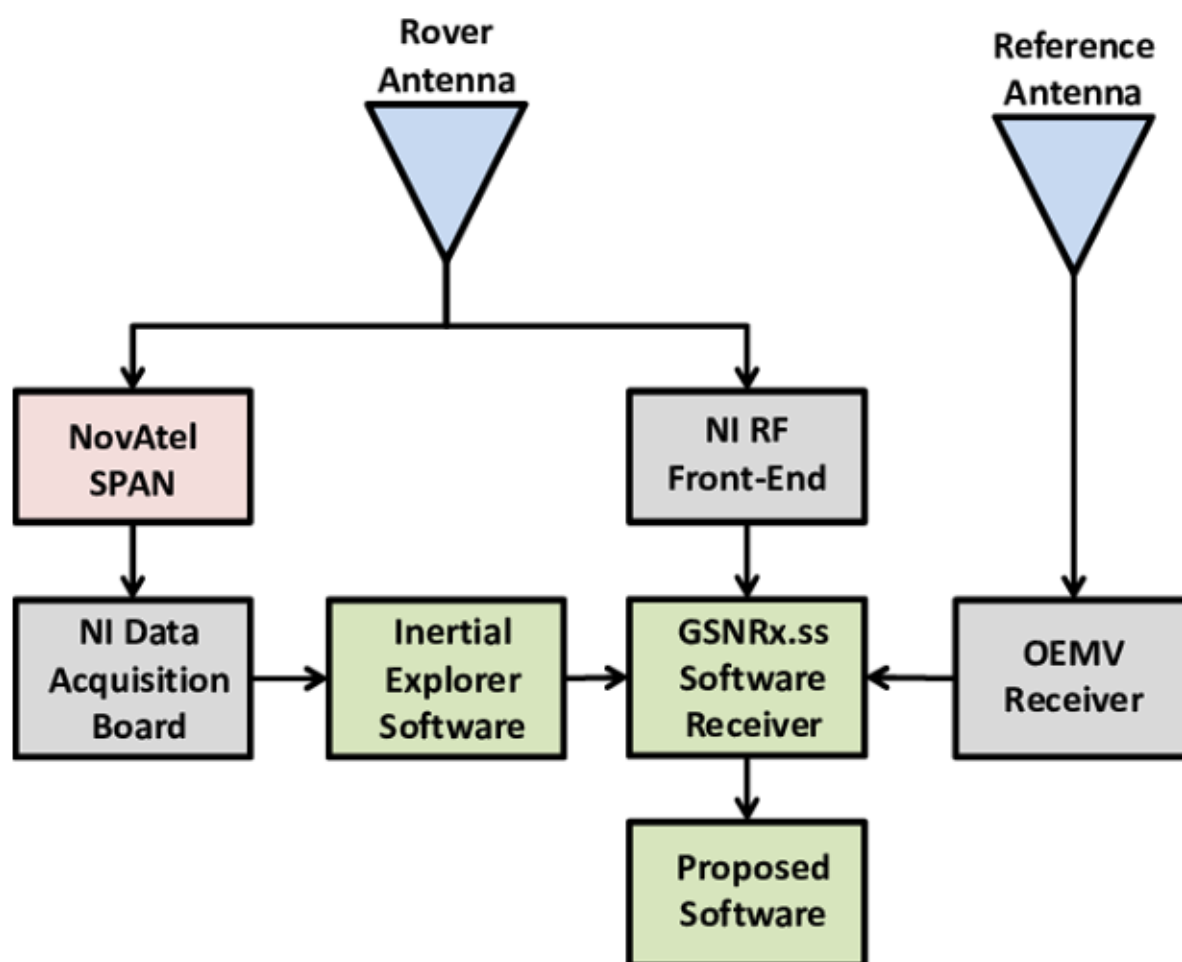 Rover
Antenna
Reference
Antenna
NovAtel
SPAN
NI RF
Front-End
NI Data
Acquisition
Board
Inertial
Explorer
Software
GSNRx.ss
Software
Receiver
OEMV
Receiver
Proposed
Software